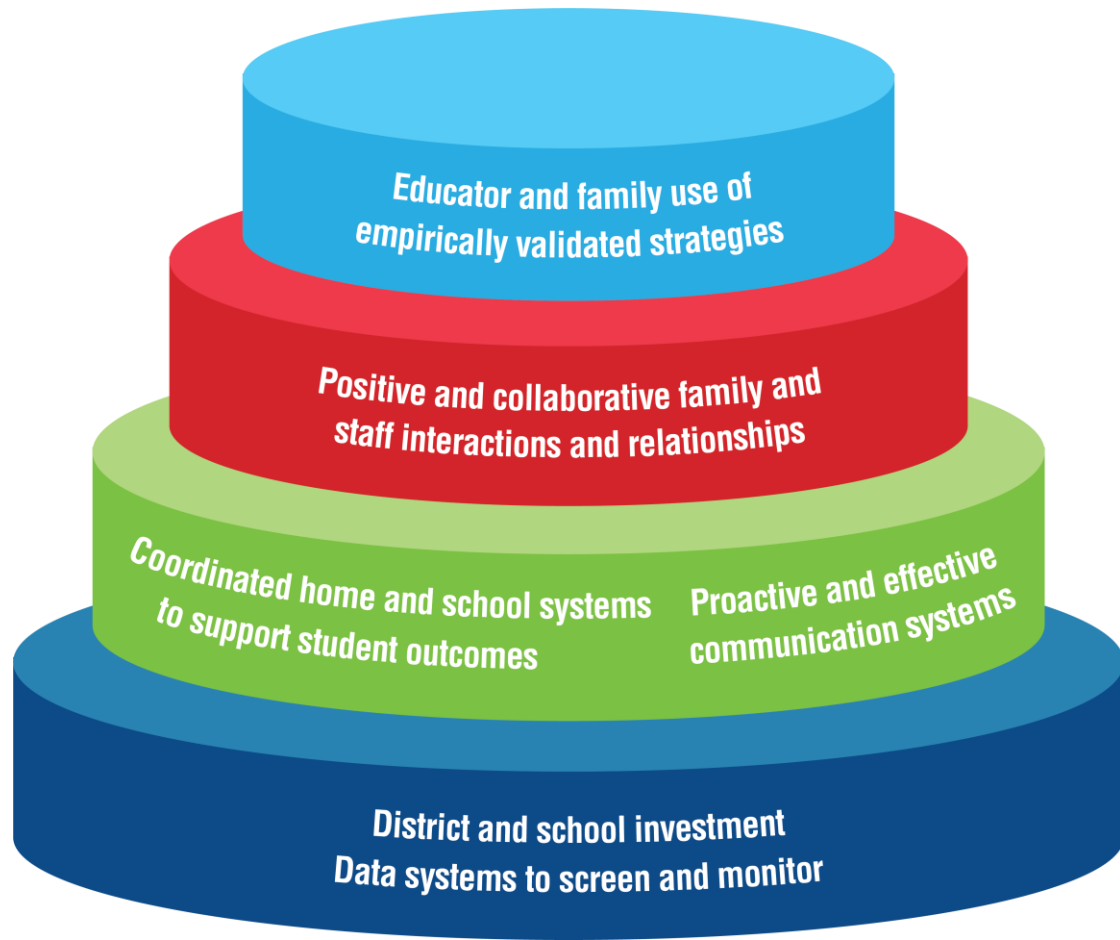 Educator and family use of
empirically validated strategies
Positive and collaborative family and
staff interactions and relationships
Coordinated home and school systems
to support student outcomes
Proactive and effective
communication systems
District and school investment
Data systems to screen and monitor